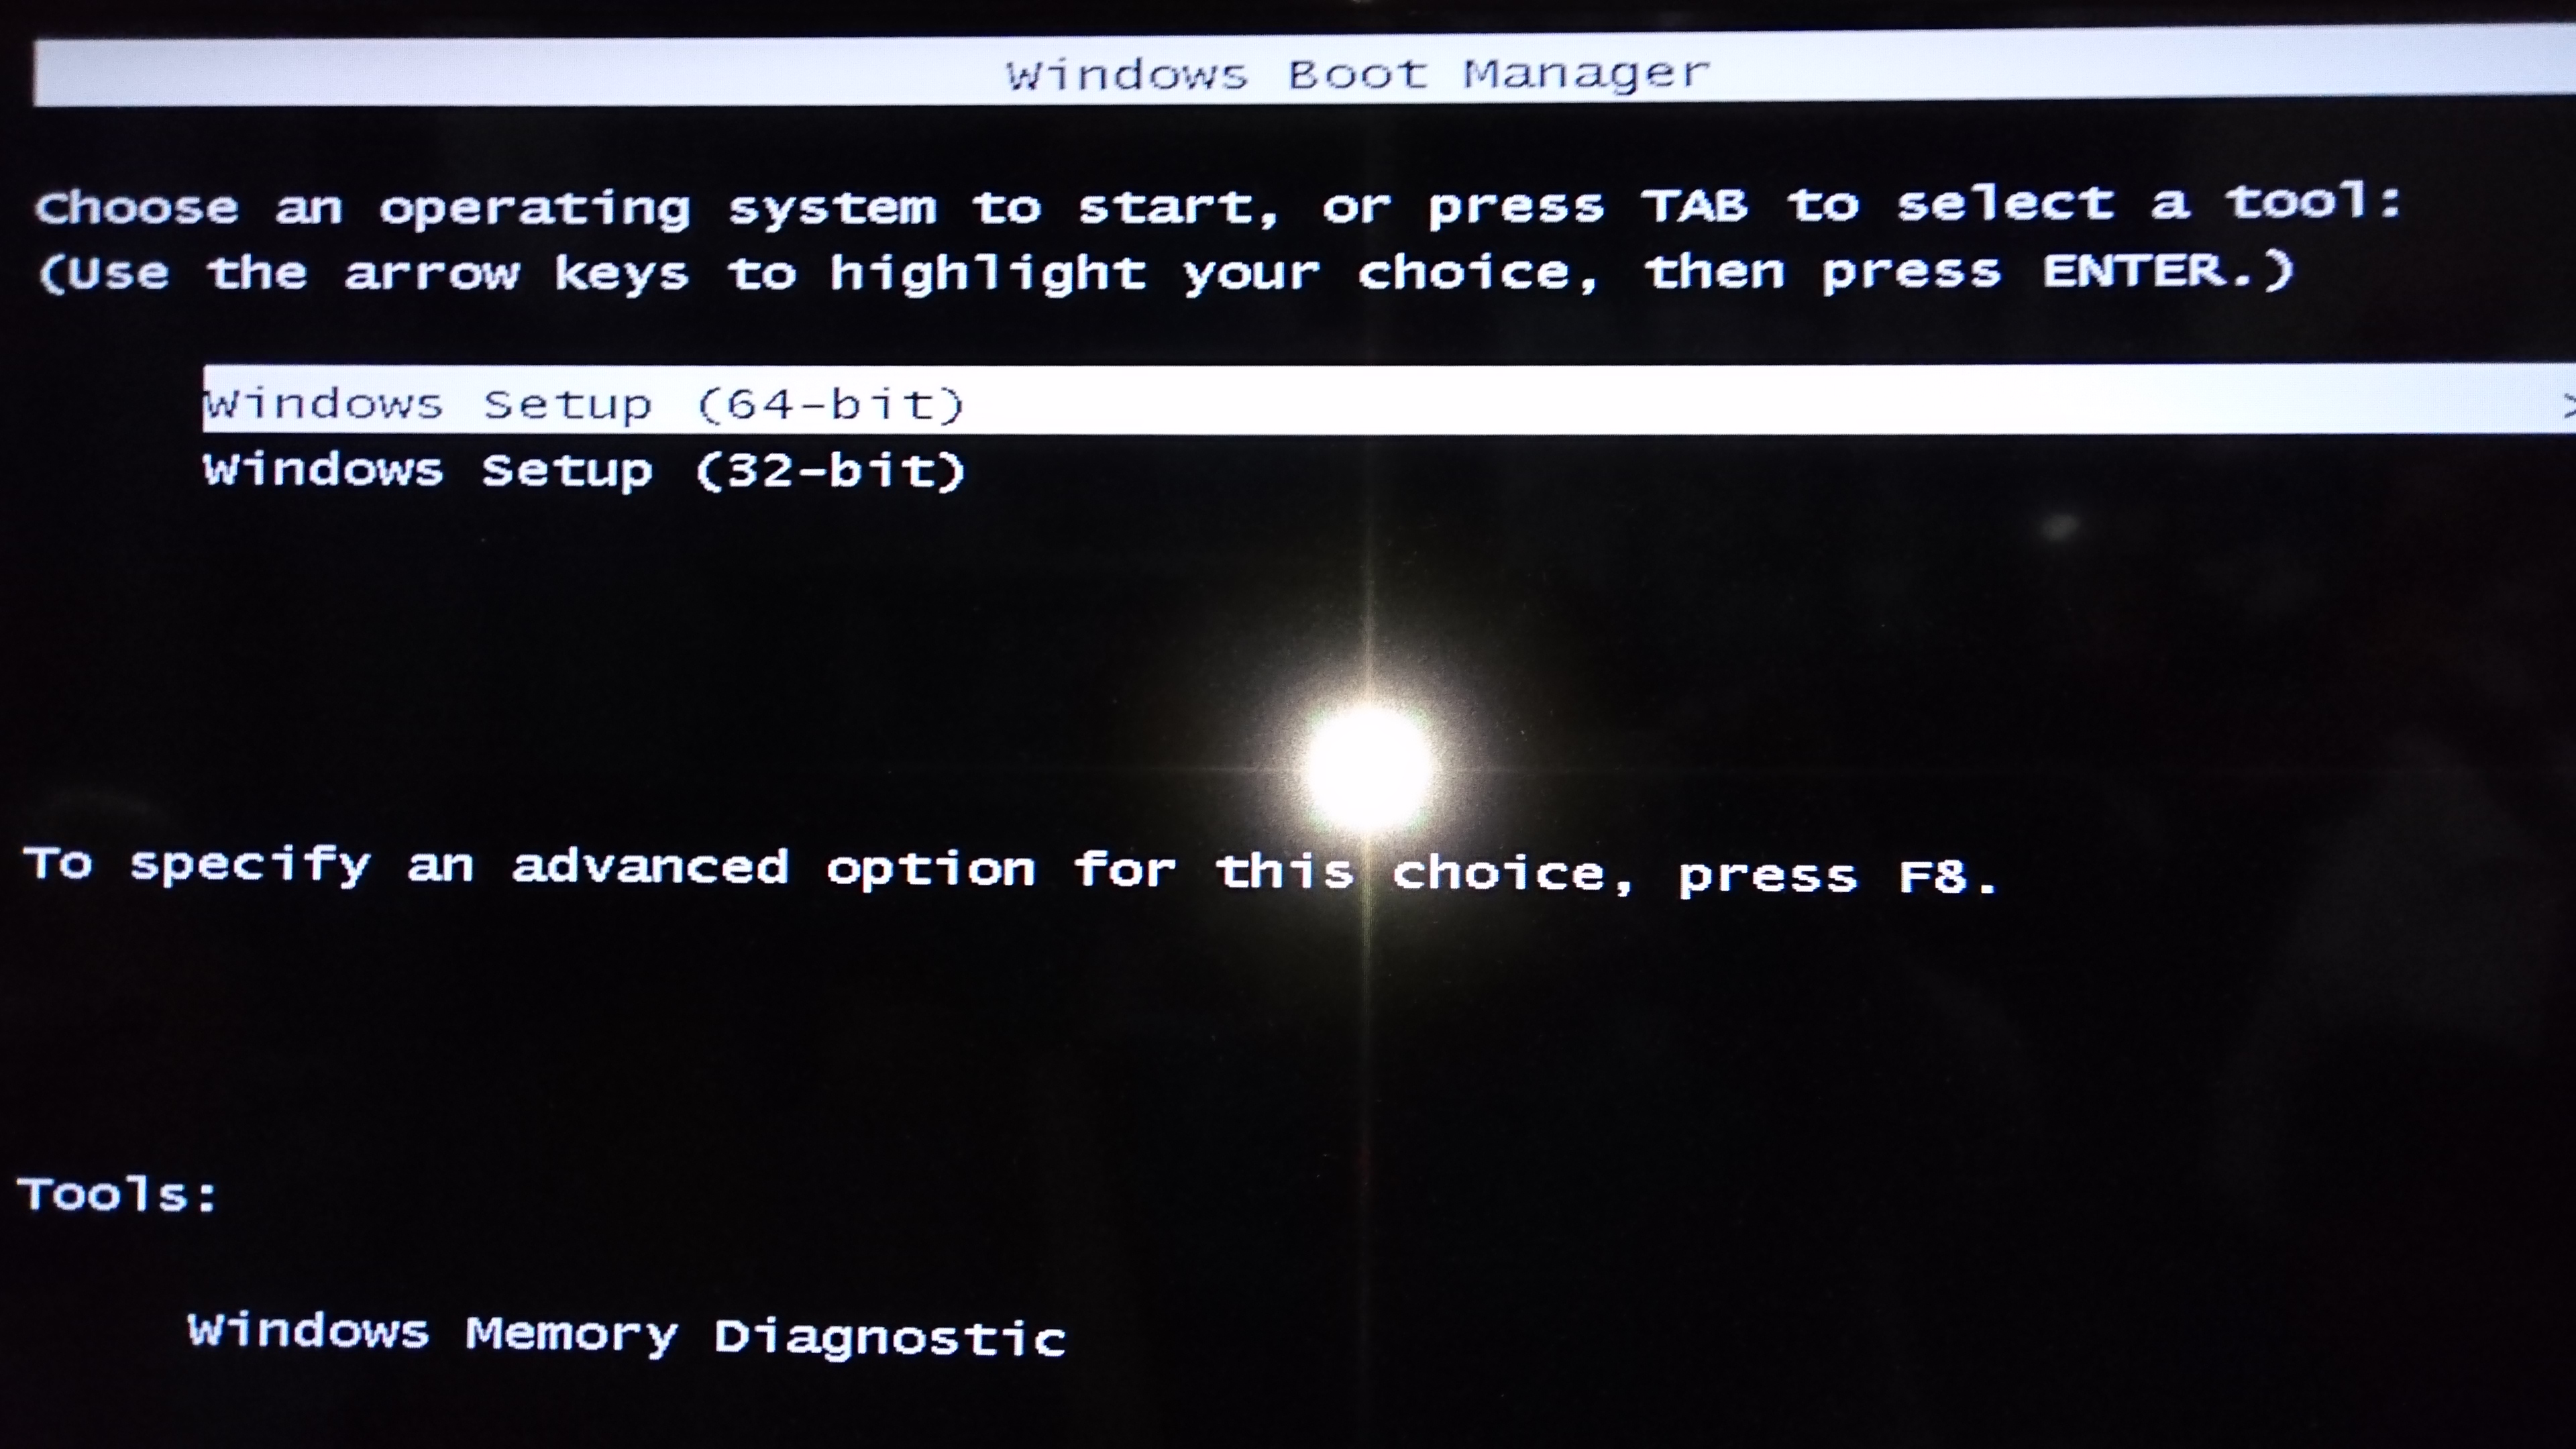 Windows Boot Manager
Choose an operating system to start, or press TAB to select a tool:
(Use the arrow keys to highlight your choice, then press ENTER.)
Windows Setup (64-bit) >
Windows Setup (32-bit)
To specify an advanced option for this choice, press F8.
Tools:
Windows Memory Diagnostic